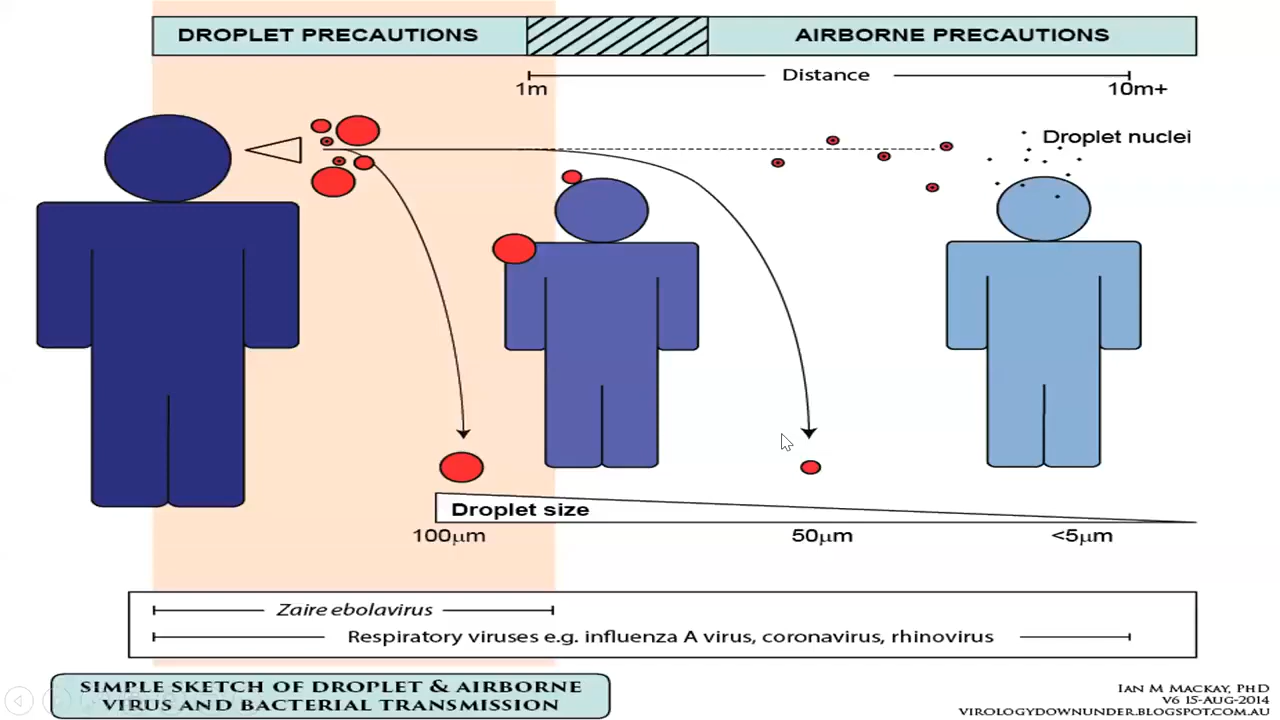 DROPLET PRECAUTIONS
AIRBORNE PRECAUTIONS
Distance
1m
10m+
Droplet nuclei
Droplet size
100µm
50µm
<5µm
Zaire ebolavirus
Respiratory viruses e.g. influenza A virus, coronavirus, rhinovirus
SIMPLE SKETCH OF DROPLET & AIRBORNE
VIRUS AND BACTERIAL TRANSMISSION
IAN M MACKAY, PHD
V6 15-AUG-2014
VIROLOGYDOWNUNDER.BLOGSPOT.COM.AU